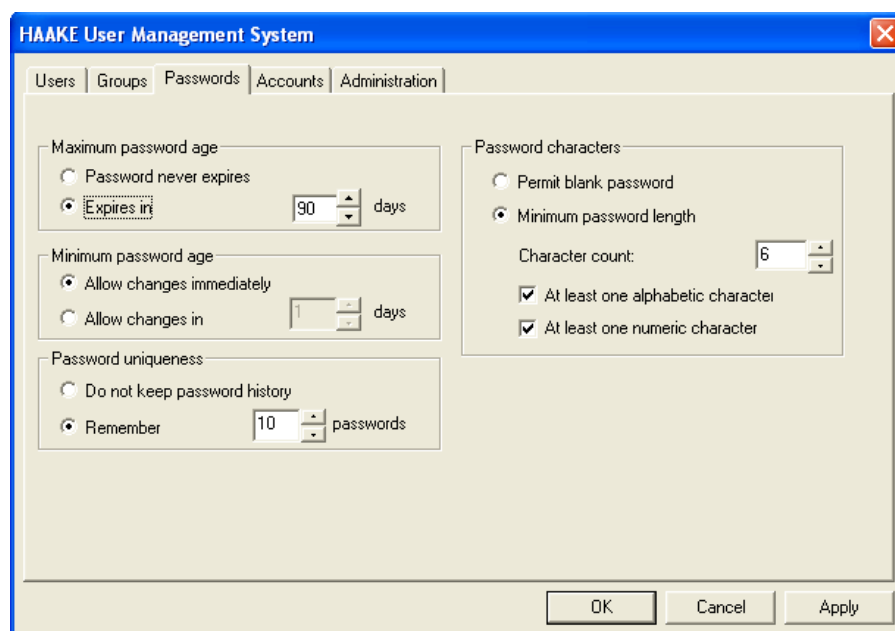 HAAKE User Management System
Users Groups Passwords Accounts Administration
Maximum password age
Password never expires
Expires in 90 days
Minimum password age
Allow changes immediately
Allow changes in 1 days
Password uniqueness
Do not keep password history
Remember 10 passwords
Password characters
Permit blank password
Minimum password length
Character count: 6
At least one alphabetic character
At least one numeric character
OK Cancel Apply